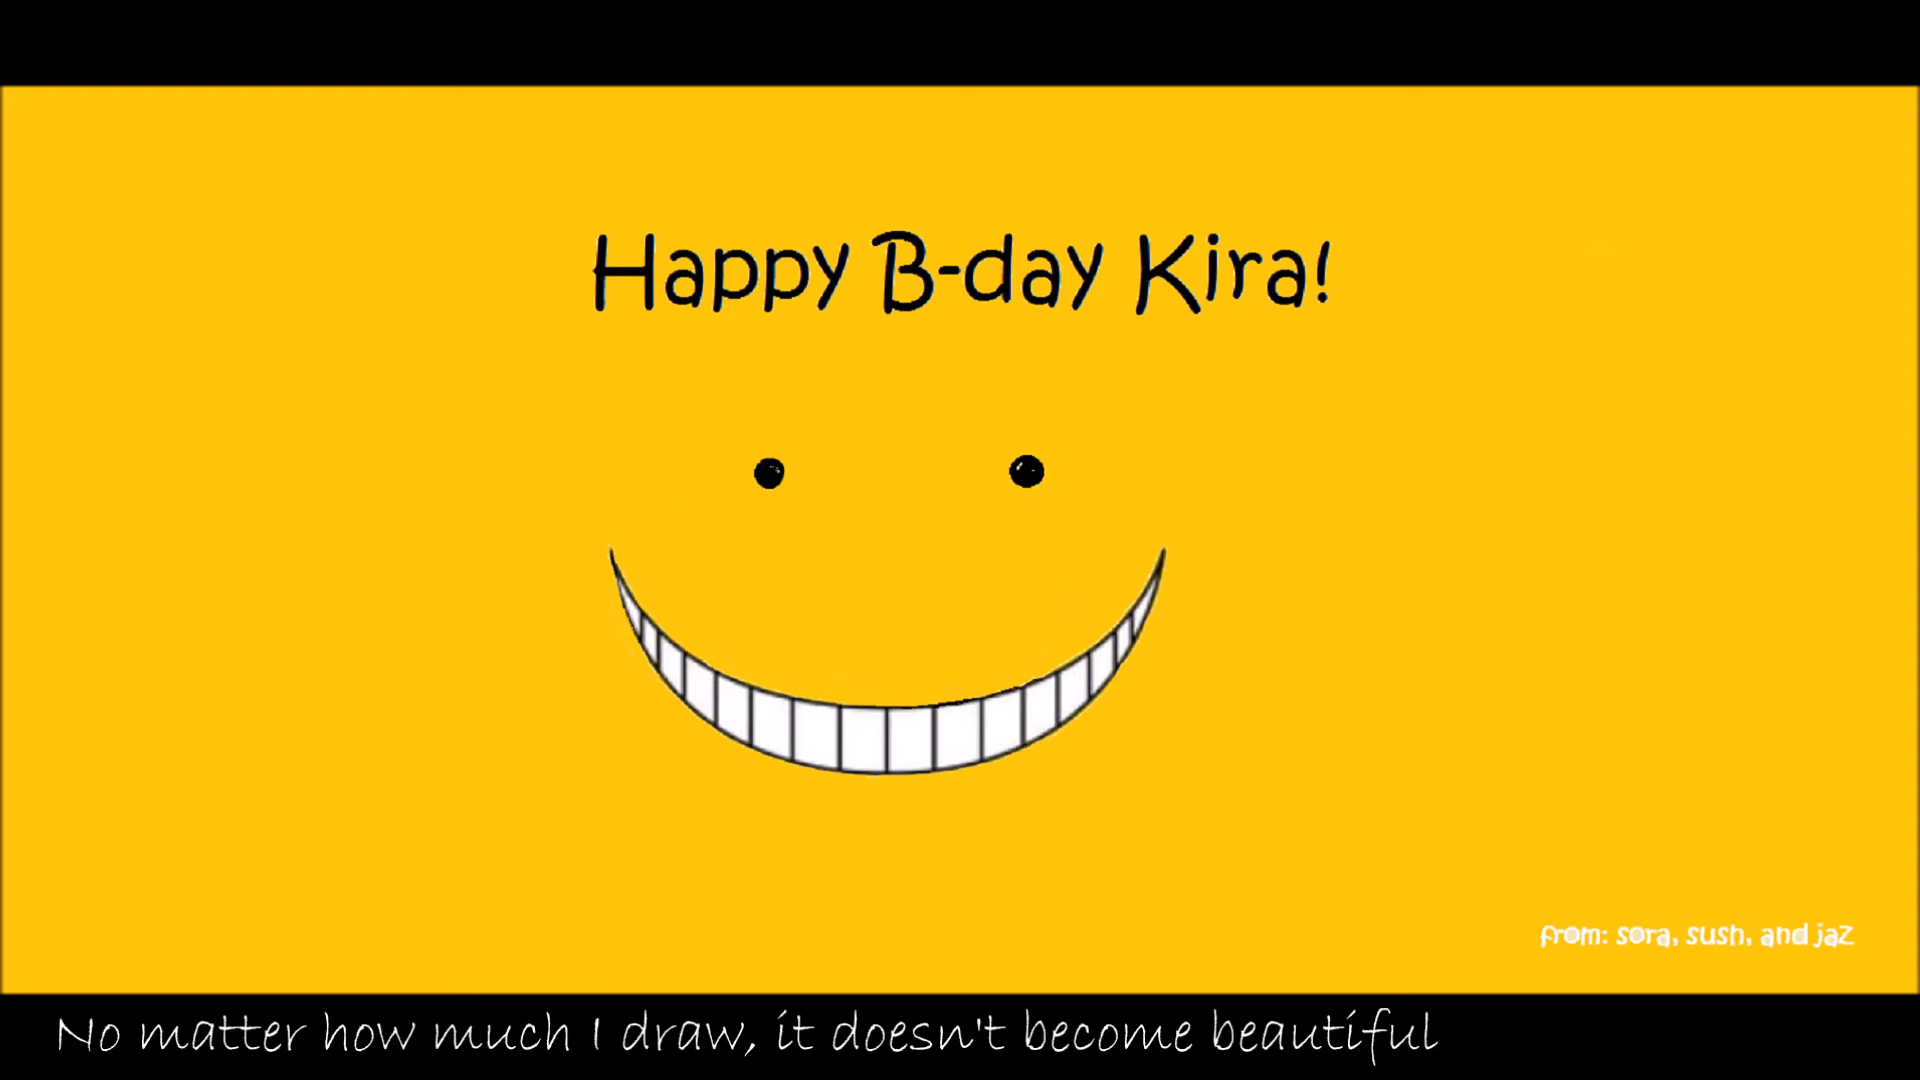 Happy B-day Kira!
from: sora, sush, and jaz
No matter how much I draw, it doesn't become beautiful